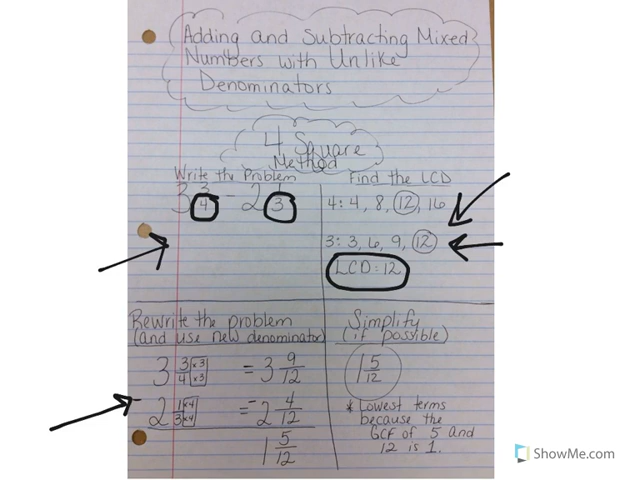 Adding and Subtracting Mixed
Numbers with Unlike
Denominators
4 Square
Method
Write the Problem
3 3/4 - 2 1/3
Find the LCD
4: 4, 8, 12, 16
3: 3, 6, 9, 12
LCD: 12
Rewrite the problem
(and use new denominator)
3 3/4 x3/x3 = 3 9/12
- 2 1/3 x4/x4 = - 2 4/12
1 5/12
Simplify
(if possible)
1 5/12
* Lowest terms
because the
GCF of 5 and
12 is 1.
ShowMe.com